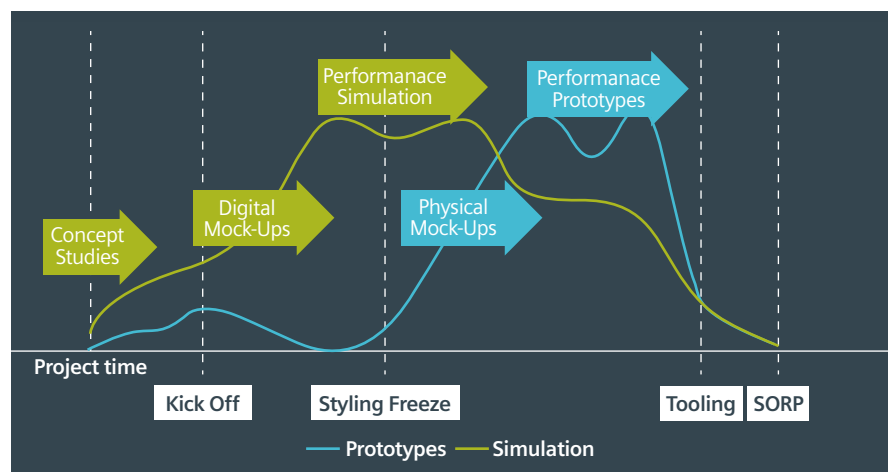 Performanace
Simulation
Performanace
Prototypes
Digital
Mock-Ups
Physical
Mock-Ups
Concept
Studies
Project time
Kick Off
Styling Freeze
Tooling
SORP
Prototypes
Simulation